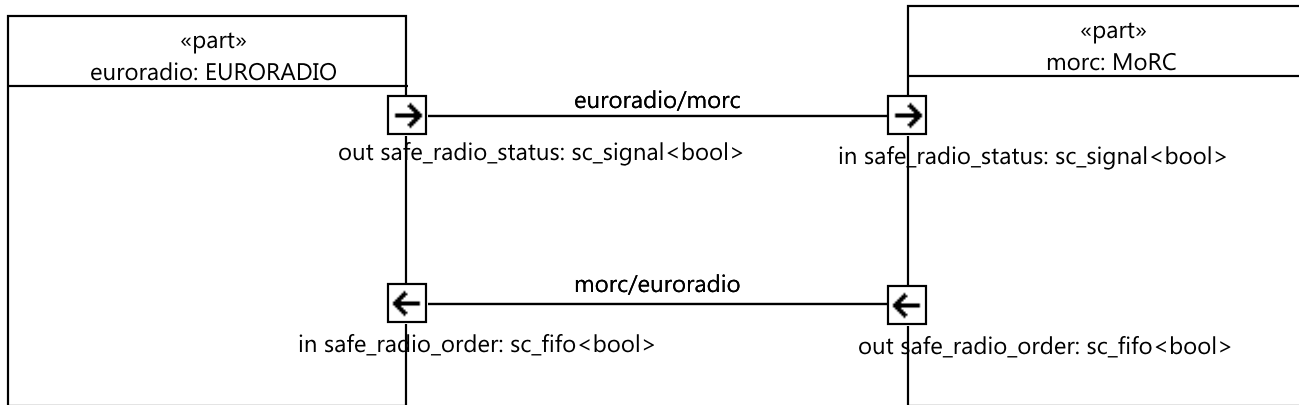 «part»
euroradio: EURORADIO
«part»
morc: MoRC
euroradio/morc
out safe_radio_status: sc_signal<bool>
in safe_radio_status: sc_signal<bool>
morc/euroradio
in safe_radio_order: sc_fifo<bool>
out safe_radio_order: sc_fifo<bool>